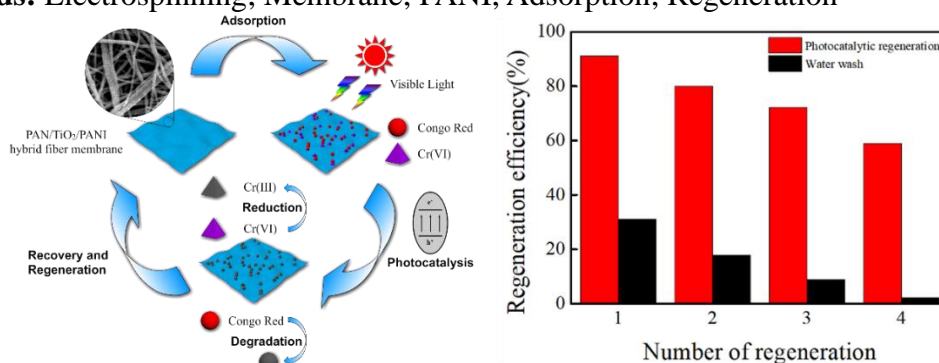 ds: Electrospinning; Membrane; PANI; Adsorption; Regeneration
Adsorption
Visible Light
PAN/TiO₂/PANI
hybrid fiber membrane
Congo Red
Cr(VI)
Cr(III)
Reduction
Cr(VI)
e⁻
h⁺
Recovery and
Regeneration
Photocatalysis
Congo Red
Degradation
Photocatalytic regeneration
Water wash
Regeneration efficiency(%)
100
80
60
40
20
0
1 2 3 4
Number of regeneration